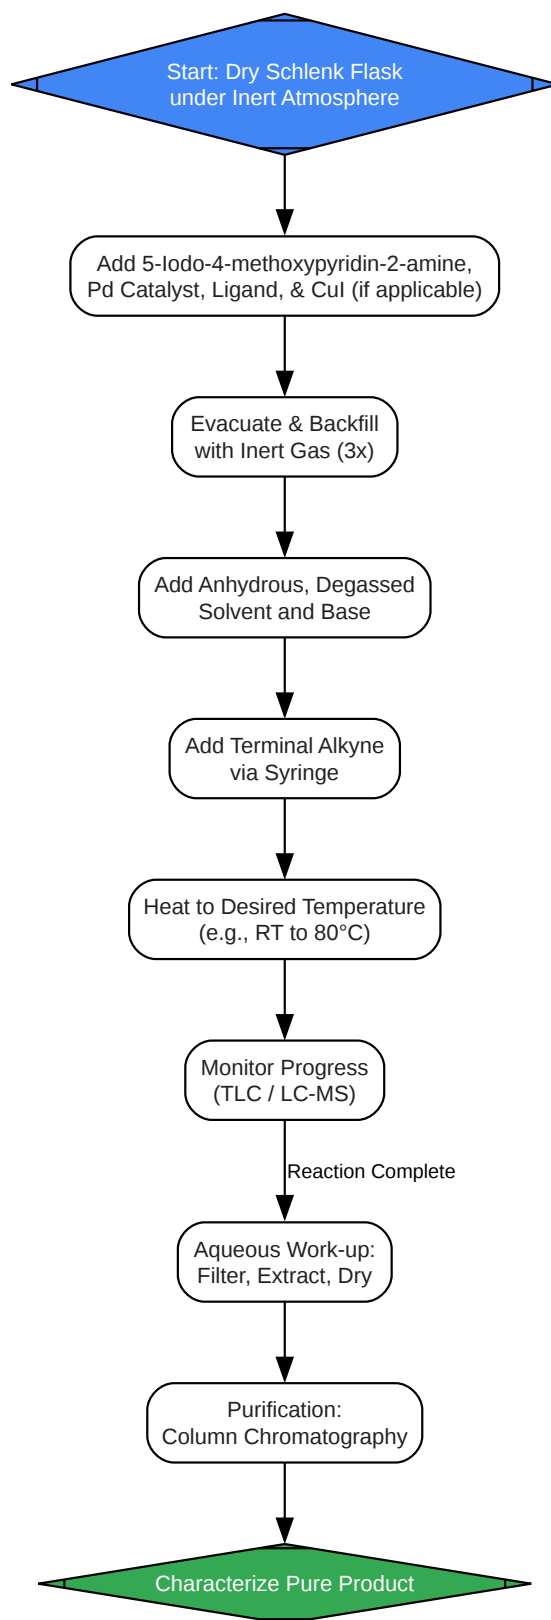 Start: Dry Schlenk Flask
under Inert Atmosphere
Add 5-Iodo-4-methoxypyridin-2-amine,
Pd Catalyst, Ligand, & CuI (if applicable)
Evacuate & Backfill
with Inert Gas (3x)
Add Anhydrous, Degassed
Solvent and Base
Add Terminal Alkyne
via Syringe
Heat to Desired Temperature
(e.g., RT to 80°C)
Monitor Progress
(TLC / LC-MS)
Reaction Complete
Aqueous Work-up:
Filter, Extract, Dry
Purification:
Column Chromatography
Characterize Pure Product